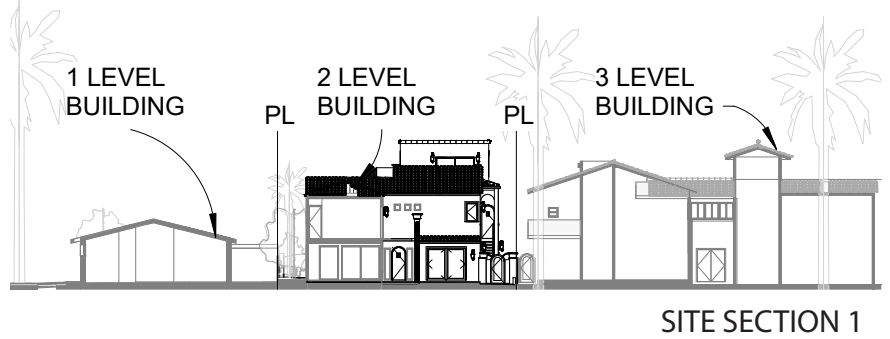 1 LEVEL
BUILDING
PL
2 LEVEL
BUILDING
PL
3 LEVEL
BUILDING
SITE SECTION 1